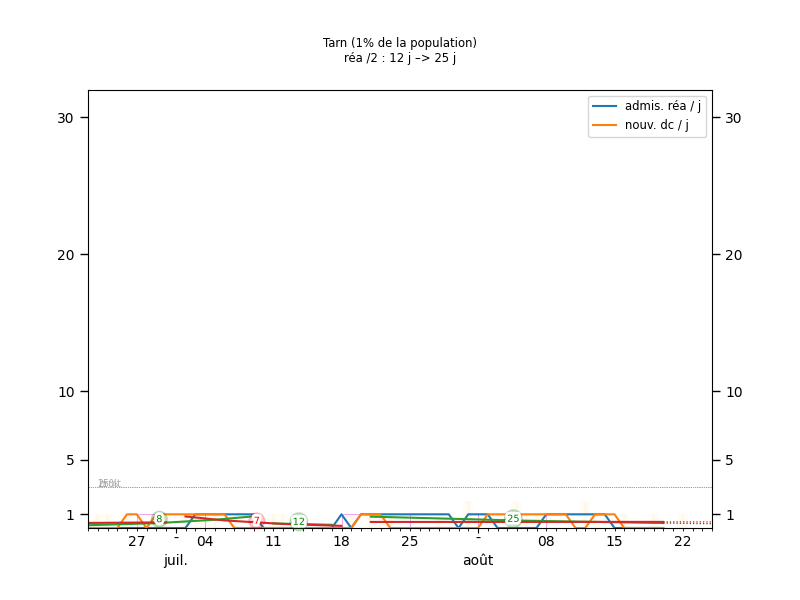 Tarn (1% de la population)
réa /2 : 12 j –> 25 j
admis. réa / j
nouv. dc / j
30 30
20 20
10 10
5 5
1 1
8 7 12 25
27 - 04 11 18 25 - 08 15 22
juil. août